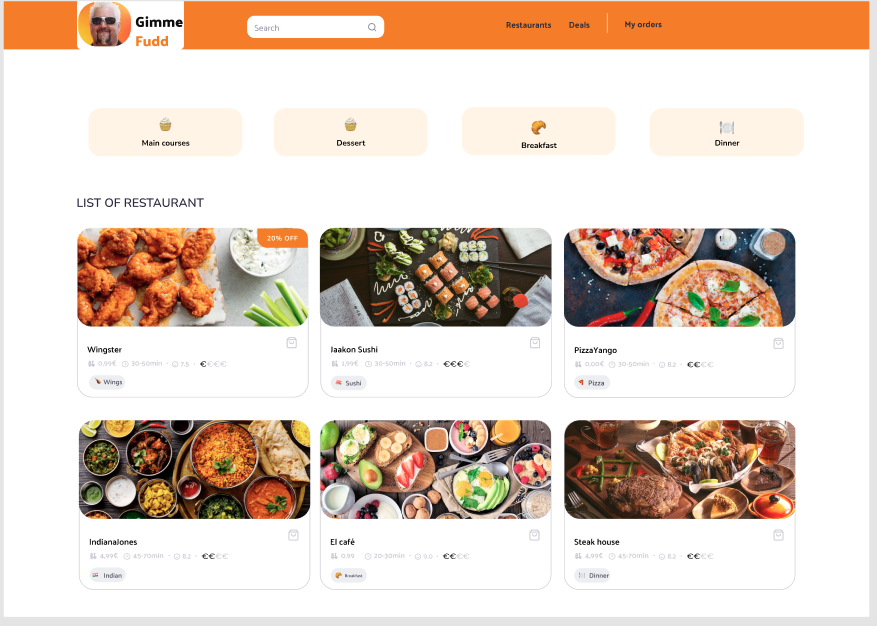 Gimme
Fudd
Search
Restaurants Deals My orders
Main courses Dessert Breakfast Dinner
LIST OF RESTAURANT
20% OFF
Wingster
0,99€ 30-50min · 7.5 · €€€€
Wings
Jaakon Sushi
1,99€ 30-50min · 8.2 · €€€€
Sushi
PizzaYango
0,00€ 30-50min · 8.2 · €€€€
Pizza
Indianalones
4,99€ 45-70min · 8.2 · €€€€
Indian
El café
0,99 20-30min · 9.0 · €€€€
Breakfast
Steak house
4,99€ 45-70min · 8.2 · €€€€
Dinner